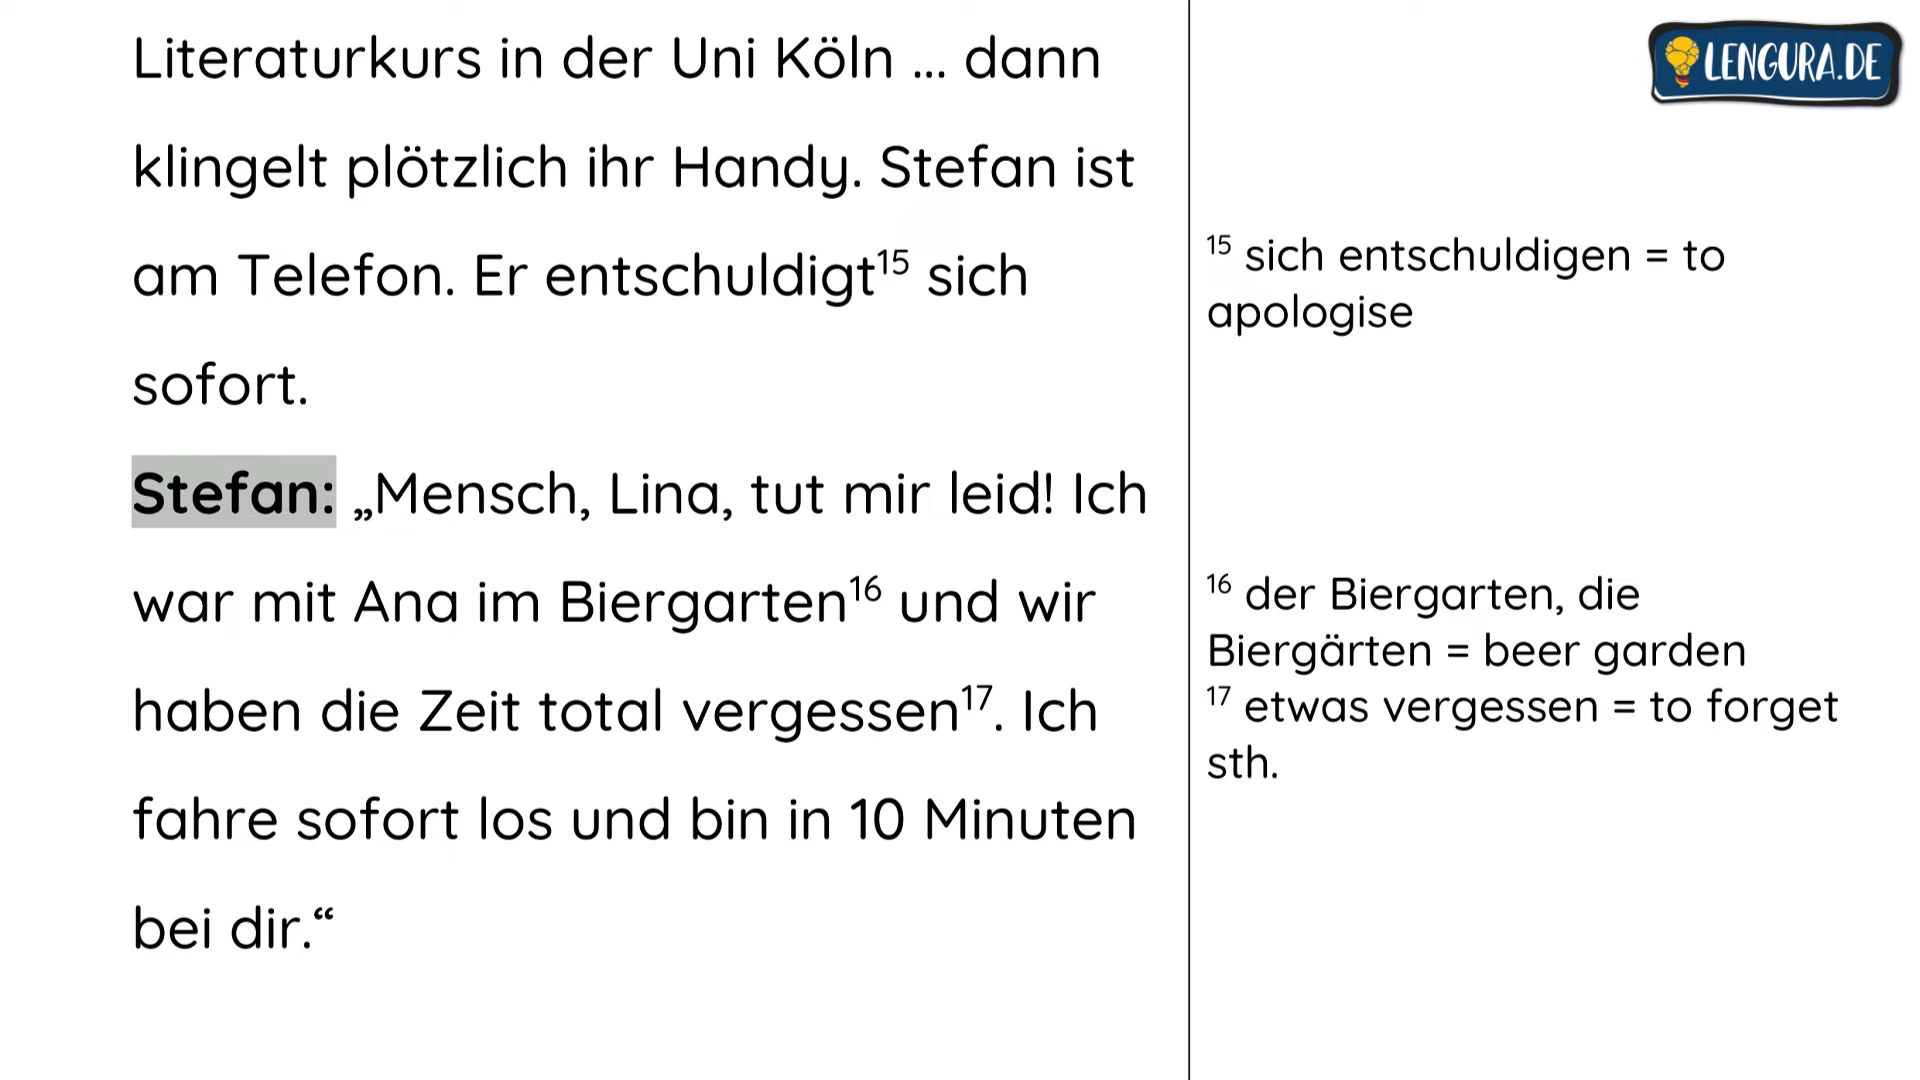 Literaturkurs in der Uni Köln ... dann
klingelt plötzlich ihr Handy. Stefan ist
am Telefon. Er entschuldigt¹⁵ sich
sofort.
Stefan: „Mensch, Lina, tut mir leid! Ich
war mit Ana im Biergarten¹⁶ und wir
haben die Zeit total vergessen¹⁷. Ich
fahre sofort los und bin in 10 Minuten
bei dir.“
LENGURA.DE
¹⁵ sich entschuldigen = to
apologise
¹⁶ der Biergarten, die
Biergärten = beer garden
¹⁷ etwas vergessen = to forget
sth.